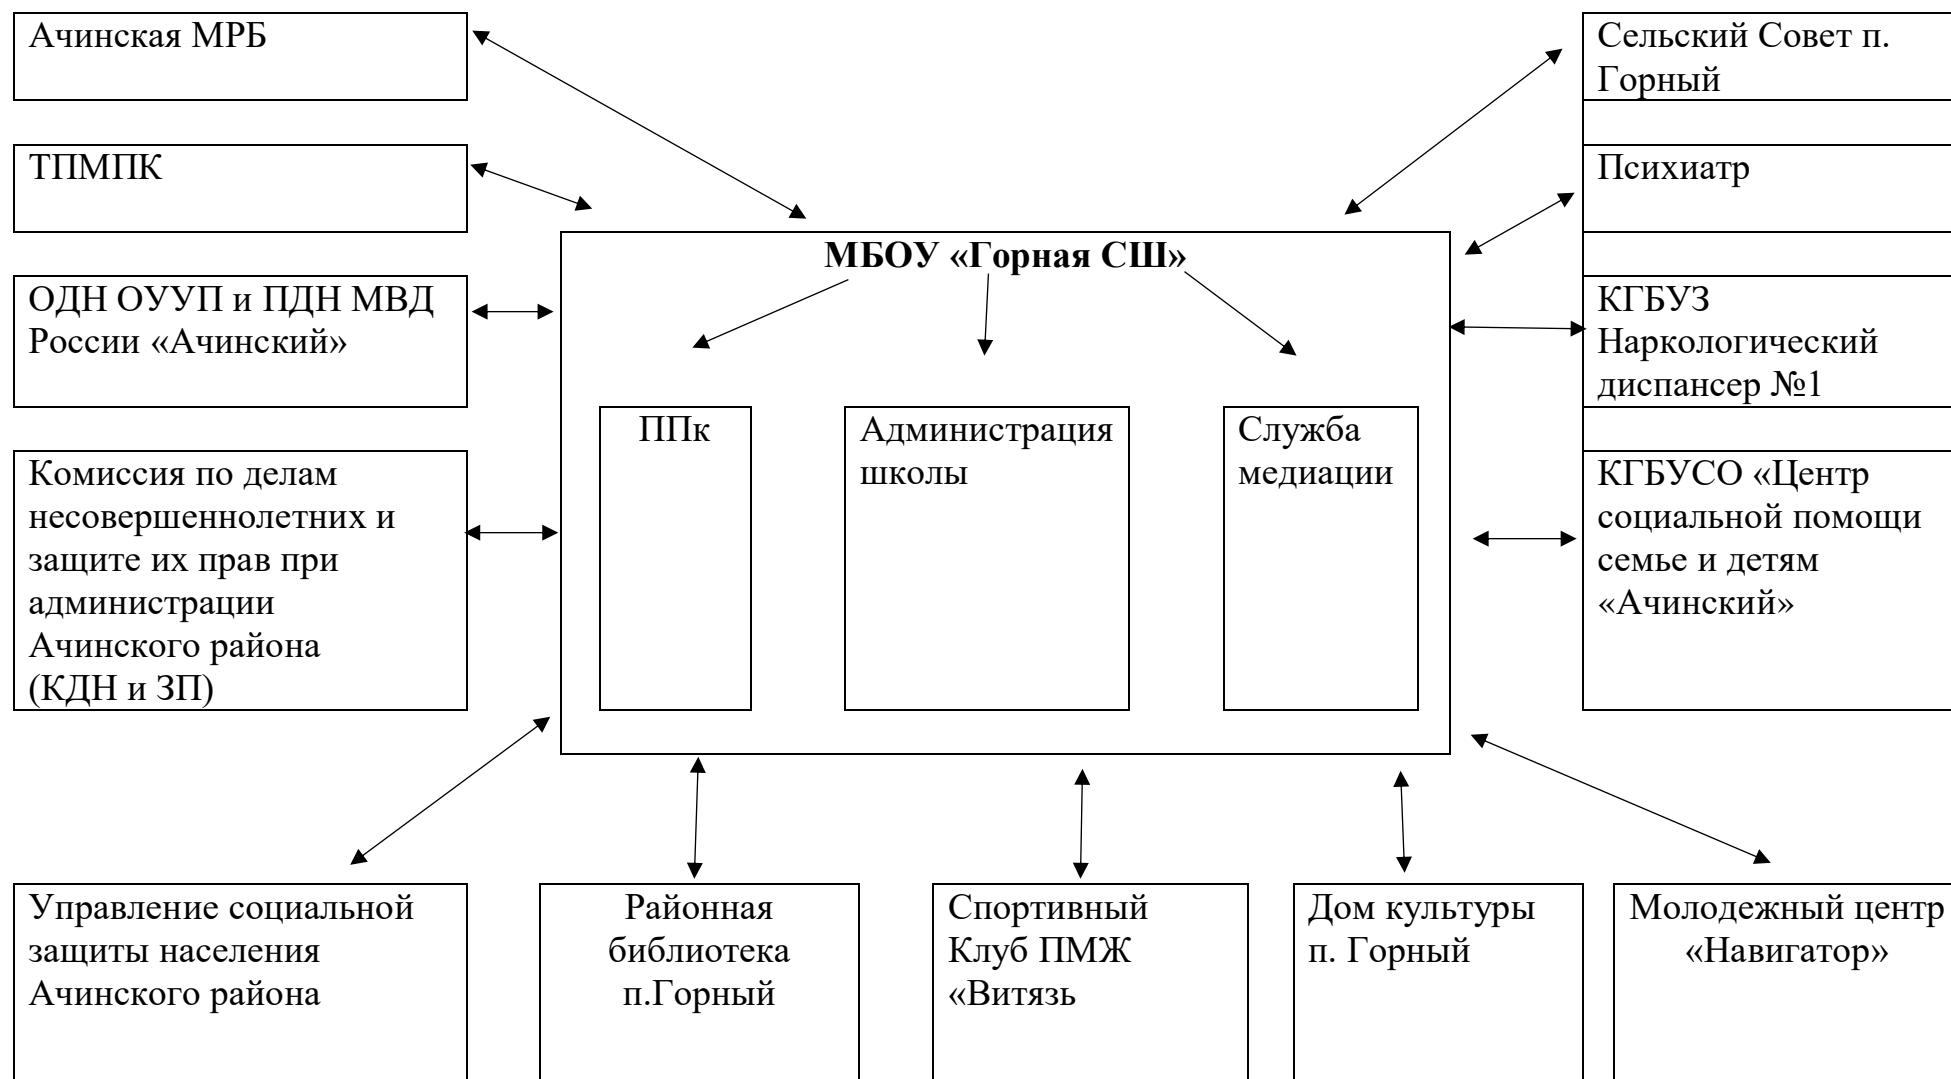 Ачинская МРБ
ТПМПК
ОДН ОУУП и ПДН МВД
России «Ачинский»
Комиссия по делам
несовершеннолетних и
защите их прав при
администрации
Ачинского района
(КДН и ЗП)
МБОУ «Горная СШ»
ППк
Администрация
школы
Служба
медиации
Сельский Совет п.
Горный
Психиатр
КГБУЗ
Наркологический
диспансер №1
КГБУСО «Центр
социальной помощи
семье и детям
«Ачинский»
Управление социальной
защиты населения
Ачинского района
Районная
библиотека
п.Горный
Спортивный
Клуб ПМЖ
«Витязь
Дом культуры
п. Горный
Молодежный центр
«Навигатор»